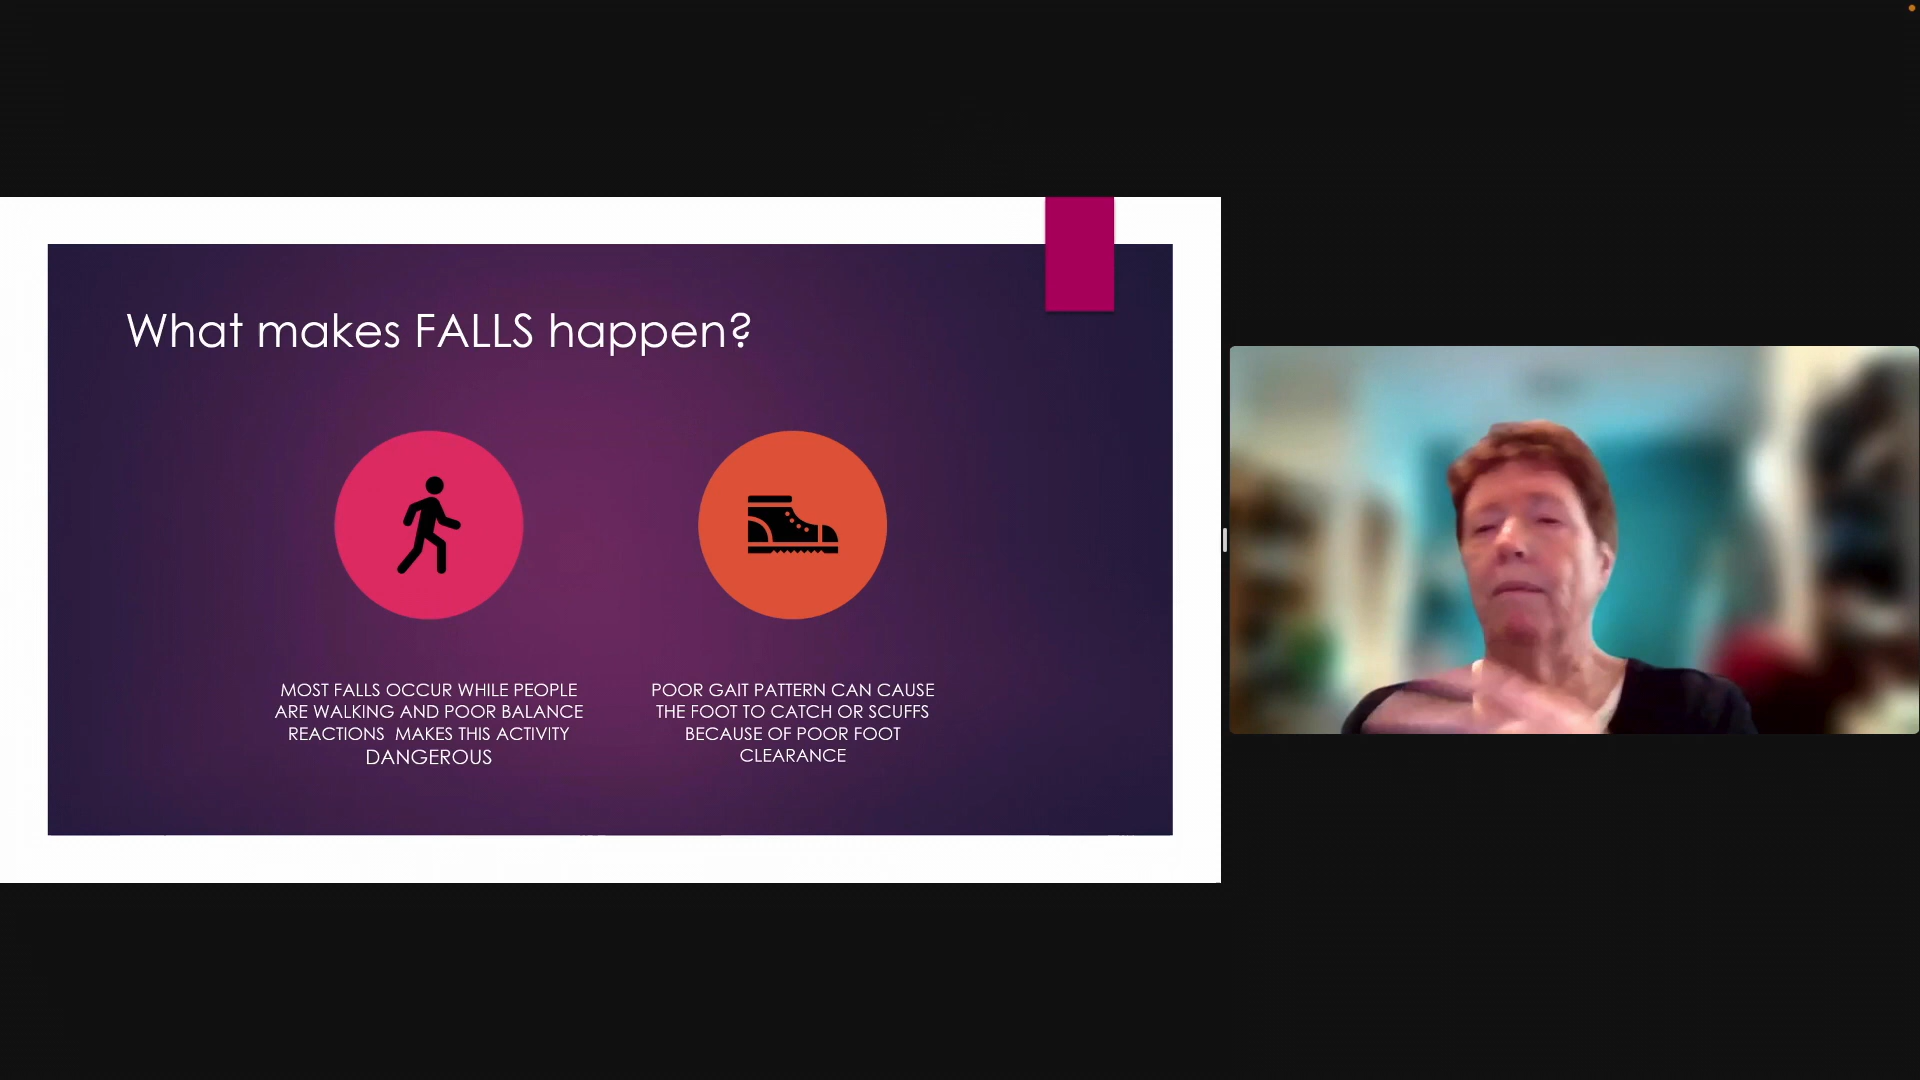 What makes FALLS happen?
MOST FALLS OCCUR WHILE PEOPLE
ARE WALKING AND POOR BALANCE
REACTIONS  MAKES THIS ACTIVITY
DANGEROUS
POOR GAIT PATTERN CAN CAUSE
THE FOOT TO CATCH OR SCUFFS
BECAUSE OF POOR FOOT
CLEARANCE